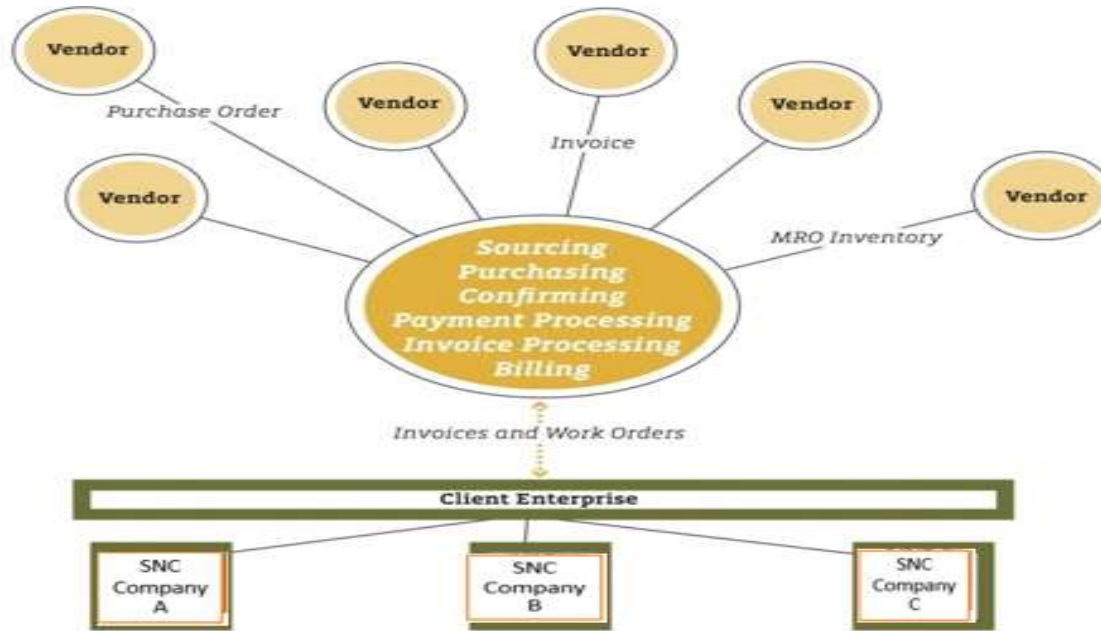 Vendor
Vendor
Vendor
Vendor
Purchase Order
Invoice
Vendor
Vendor
MRO Inventory
Sourcing
Purchasing
Confirming
Payment Processing
Invoice Processing
Billing
Invoices and Work Orders
Client Enterprise
SNC
Company
A
SNC
Company
B
SNC
Company
C